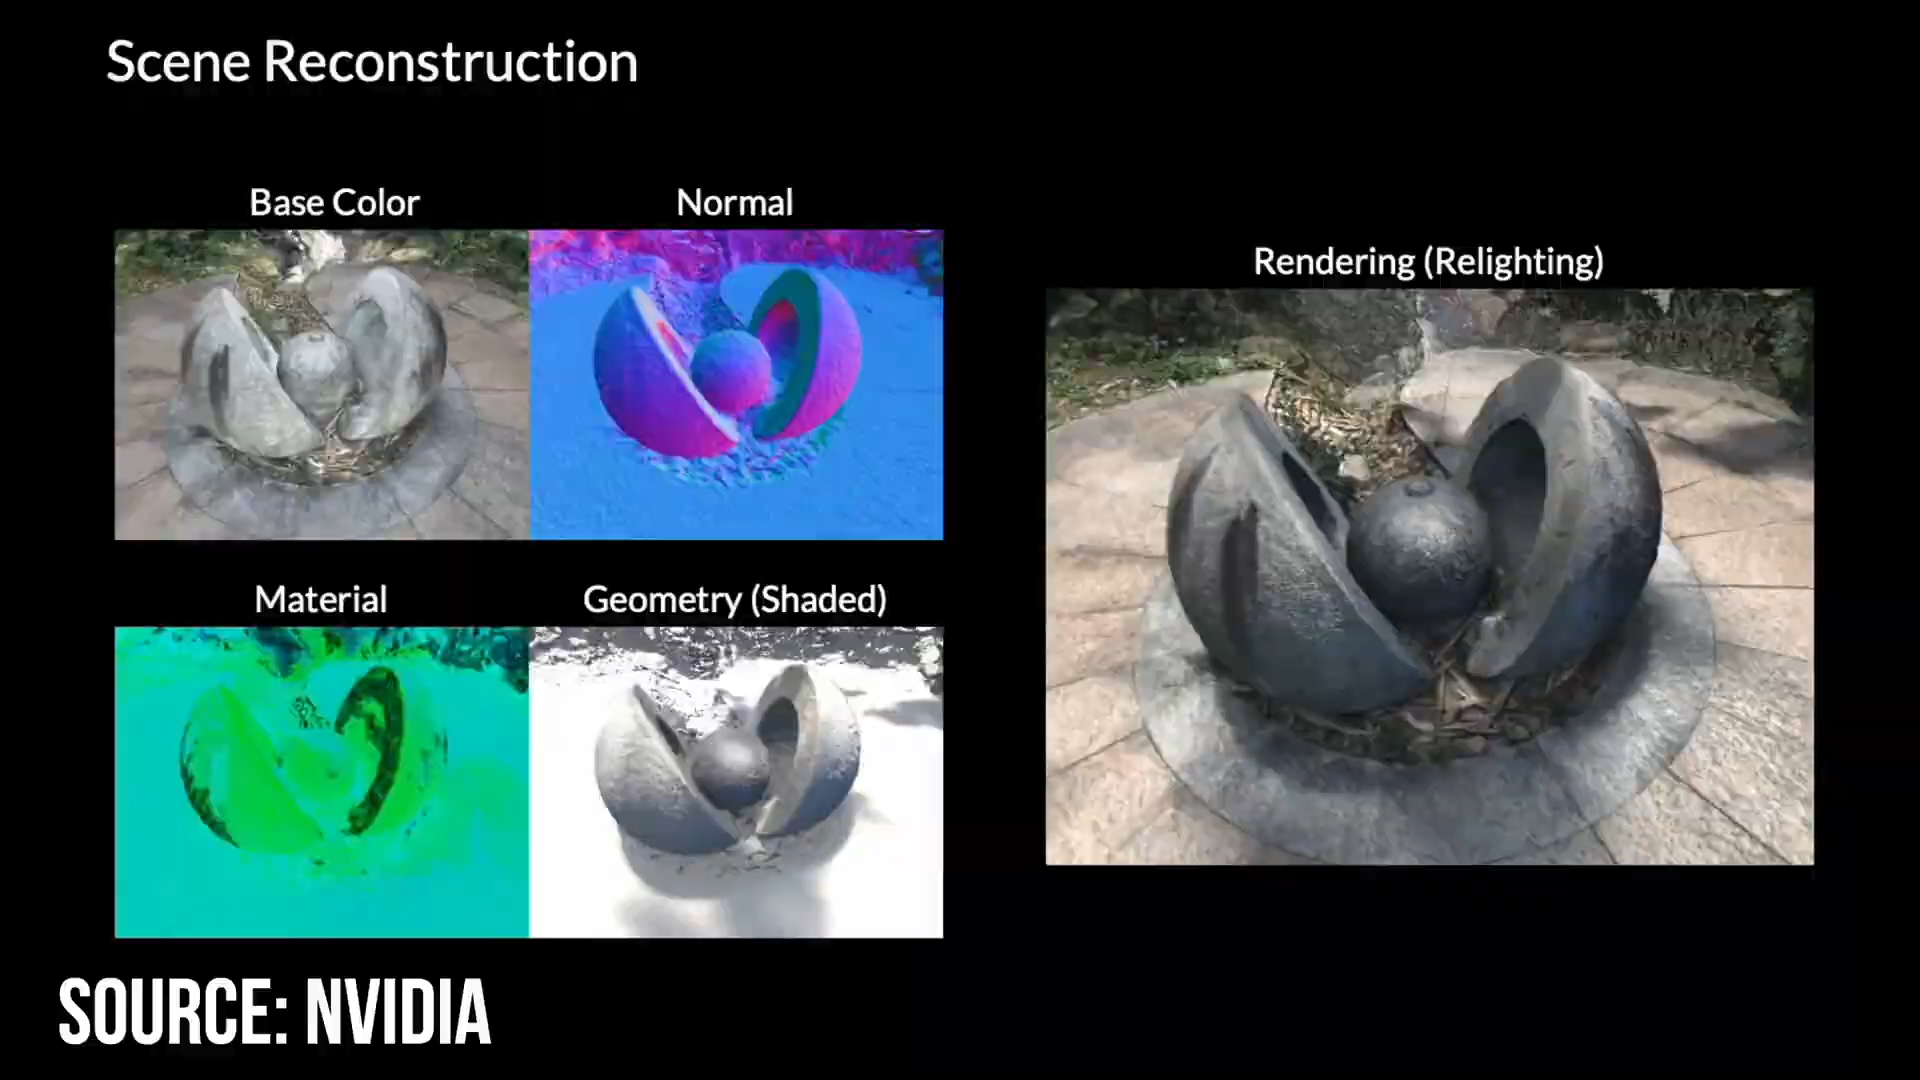 Scene Reconstruction
Base Color
Normal
Rendering (Relighting)
Material
Geometry (Shaded)
SOURCE: NVIDIA